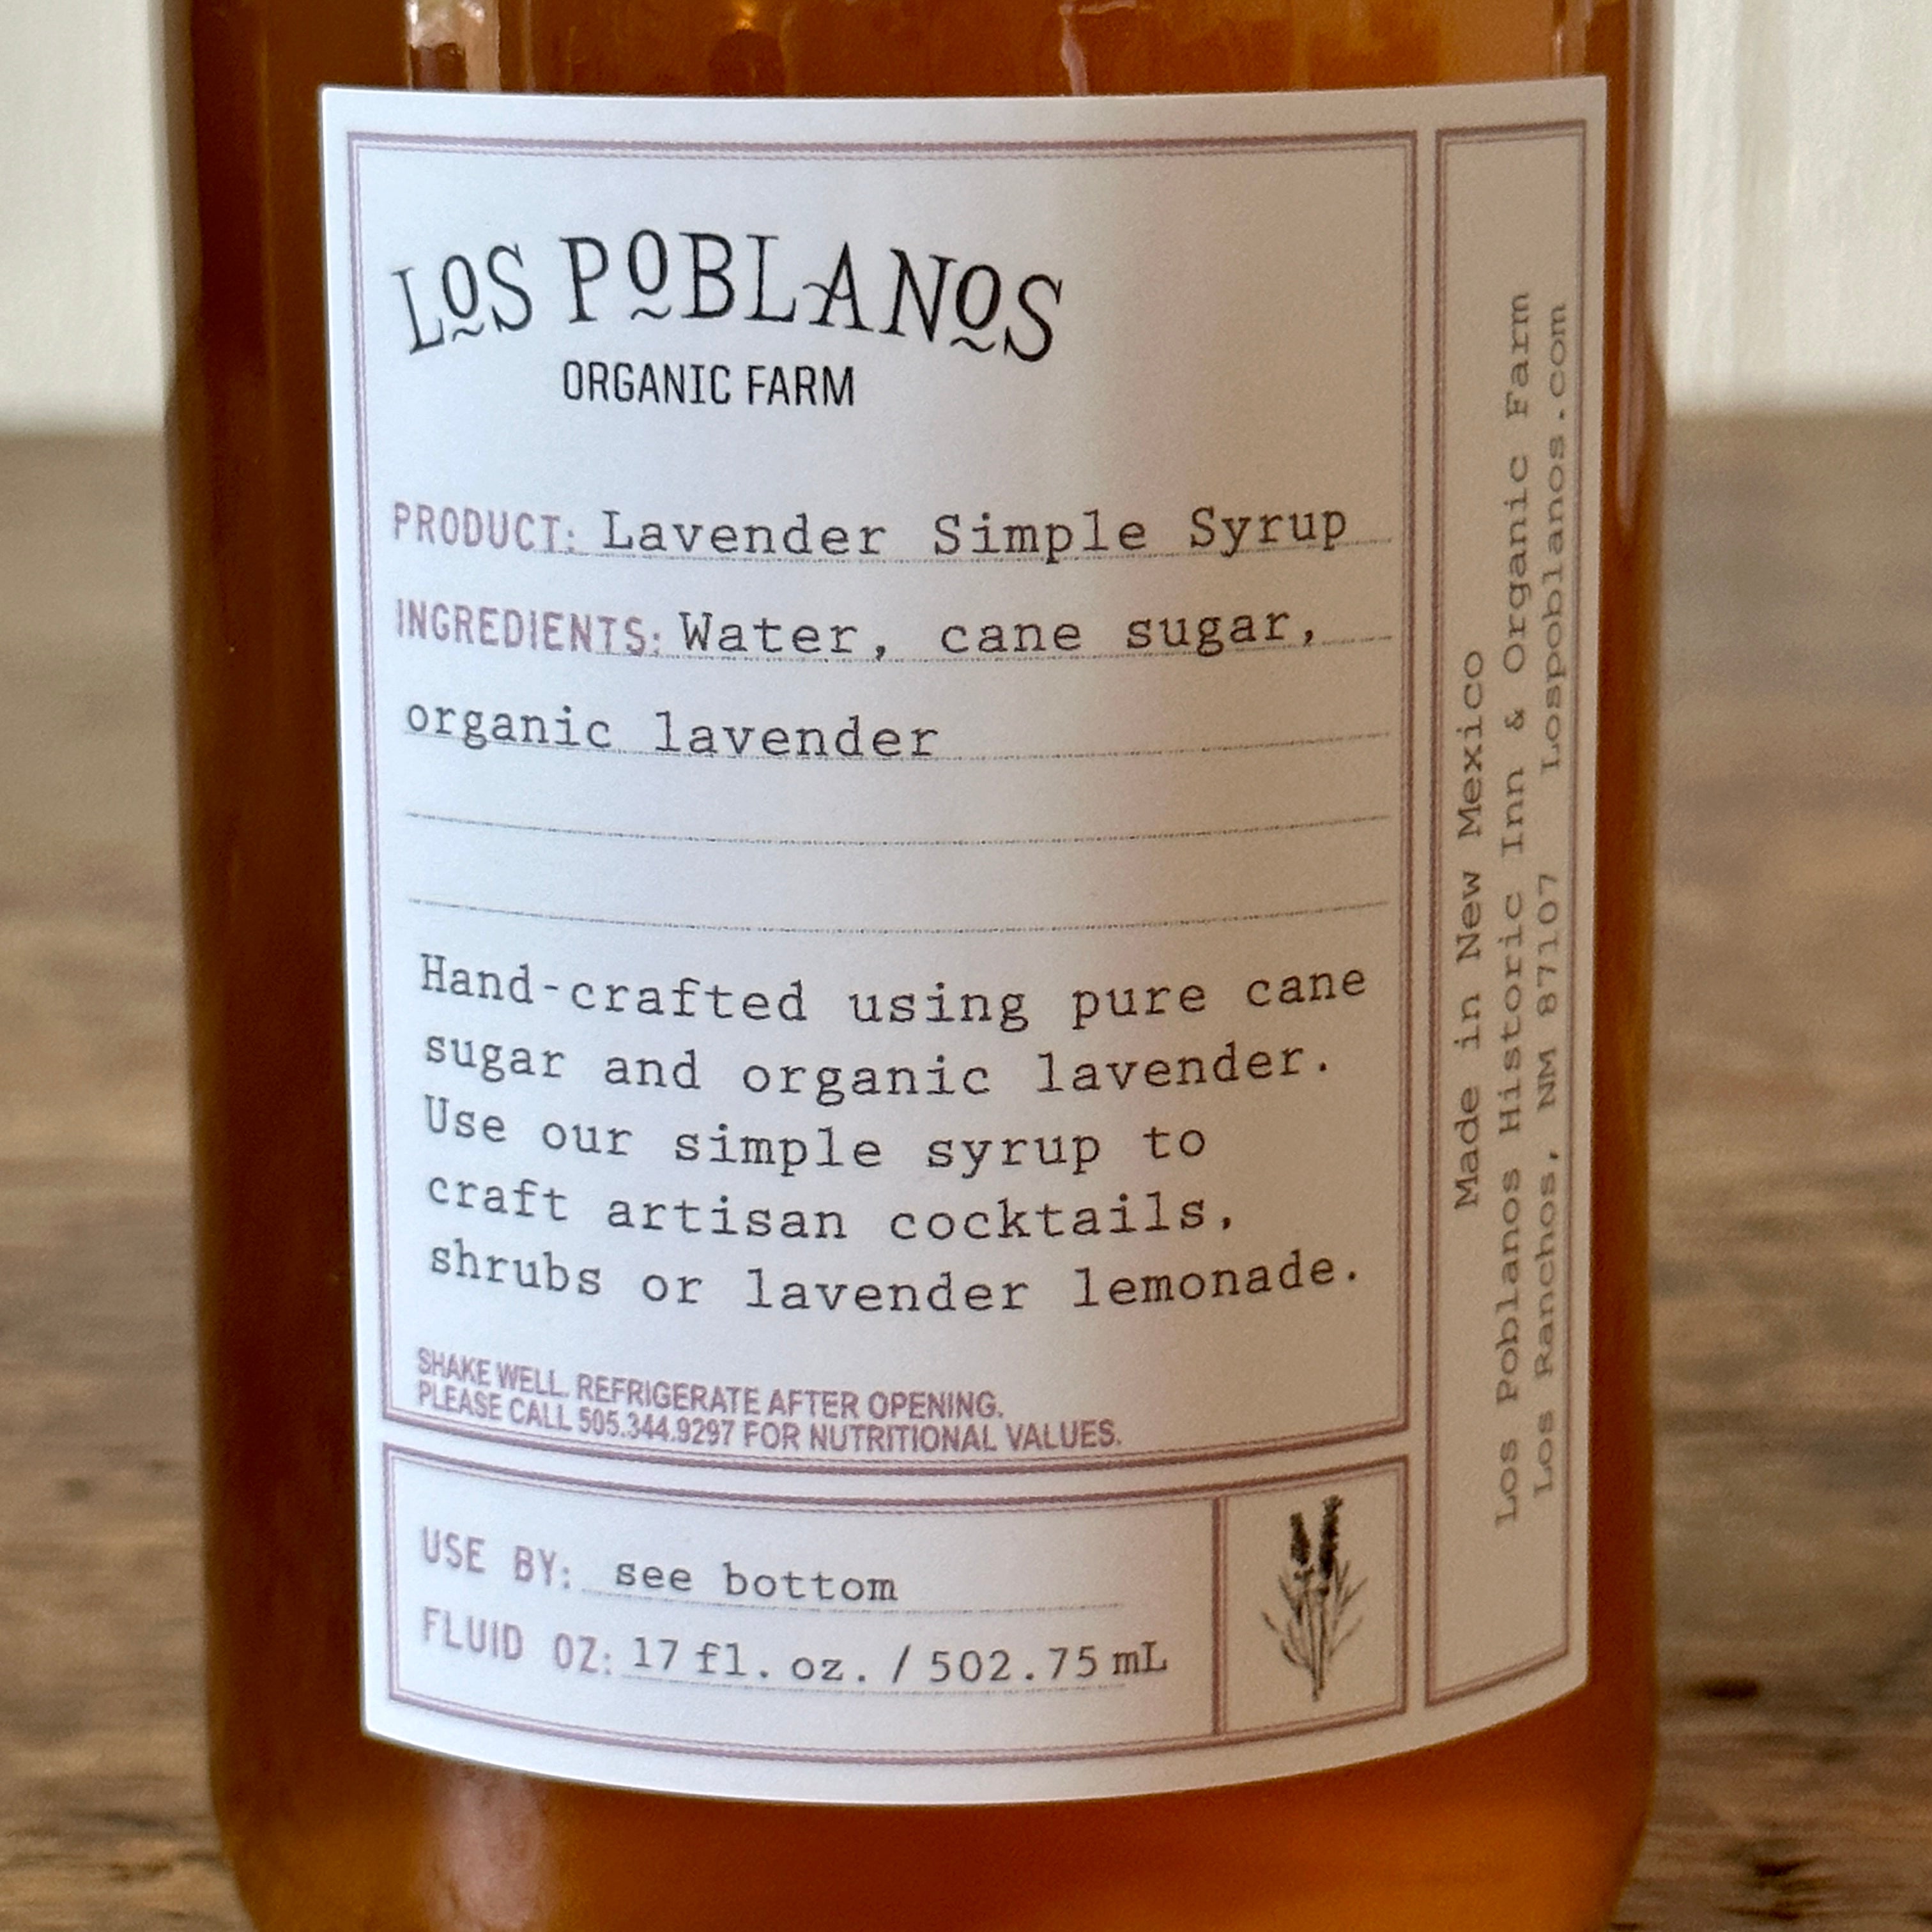 LOS POBLANOS
ORGANIC FARM
PRODUCT: Lavender Simple Syrup
INGREDIENTS: Water, cane sugar,
organic lavender
Hand-crafted using pure cane
sugar and organic lavender.
Use our simple syrup to
craft artisan cocktails,
shrubs or lavender lemonade.
SHAKE WELL. REFRIGERATE AFTER OPENING.
PLEASE CALL 505.344.9297 FOR NUTRITIONAL VALUES.
USE BY: see bottom
FLUID OZ: 17 fl. oz. / 502.75 mL
Made in New Mexico
Los Poblanos Historic Inn & Organic Farm
Los Ranchos, NM 87107 Lospoblanos.com